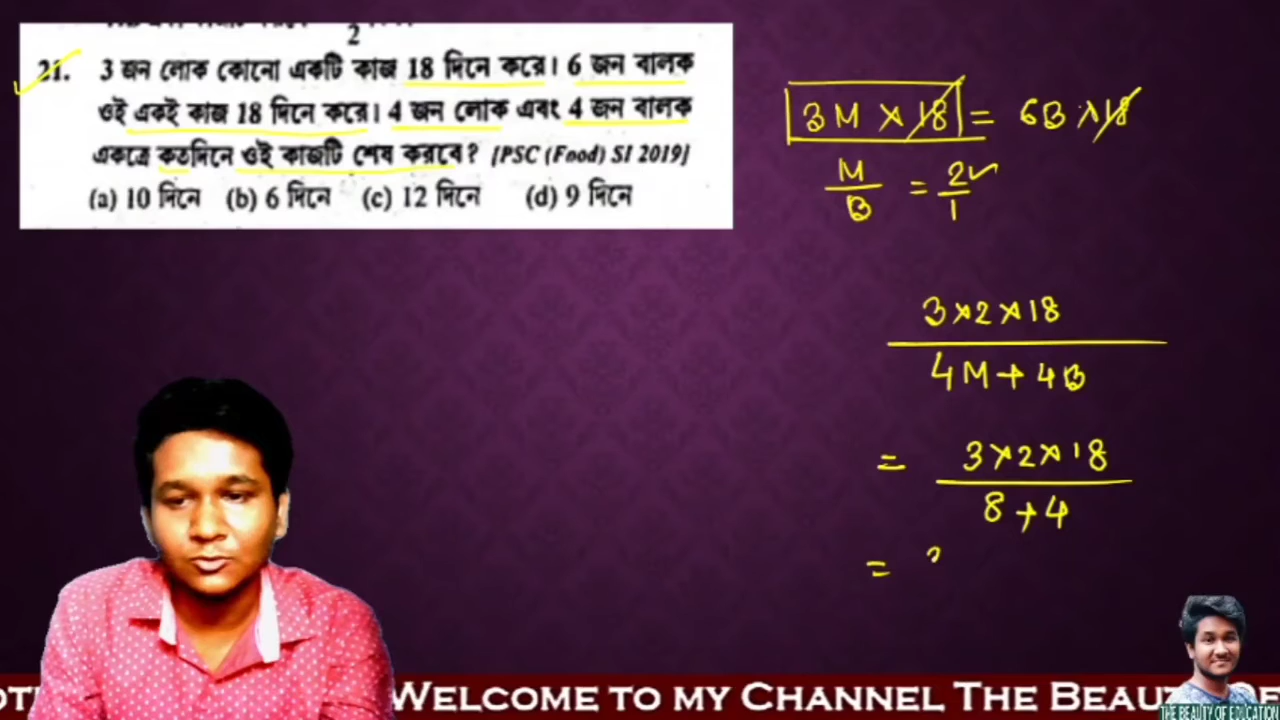 2
21. 3 জন লোক কোনো একটি কাজ 18 দিনে করে। 6 জন বালক
ওই একই কাজ 18 দিনে করে। 4 জন লোক এবং 4 জন বালক
একত্রে কতদিনে ওই কাজটি শেষ করবে? [PSC (Food) SI 2019]
(a) 10 দিনে (b) 6 দিনে (c) 12 দিনে (d) 9 দিনে
3M × 18 = 6B × 18
M/B = 2/1
3×2×18
4M + 4B
= 3×2×18
8+4
=
WELCOME TO MY CHANNEL THE BEAU
THE BEAUTY OF EDUCATION